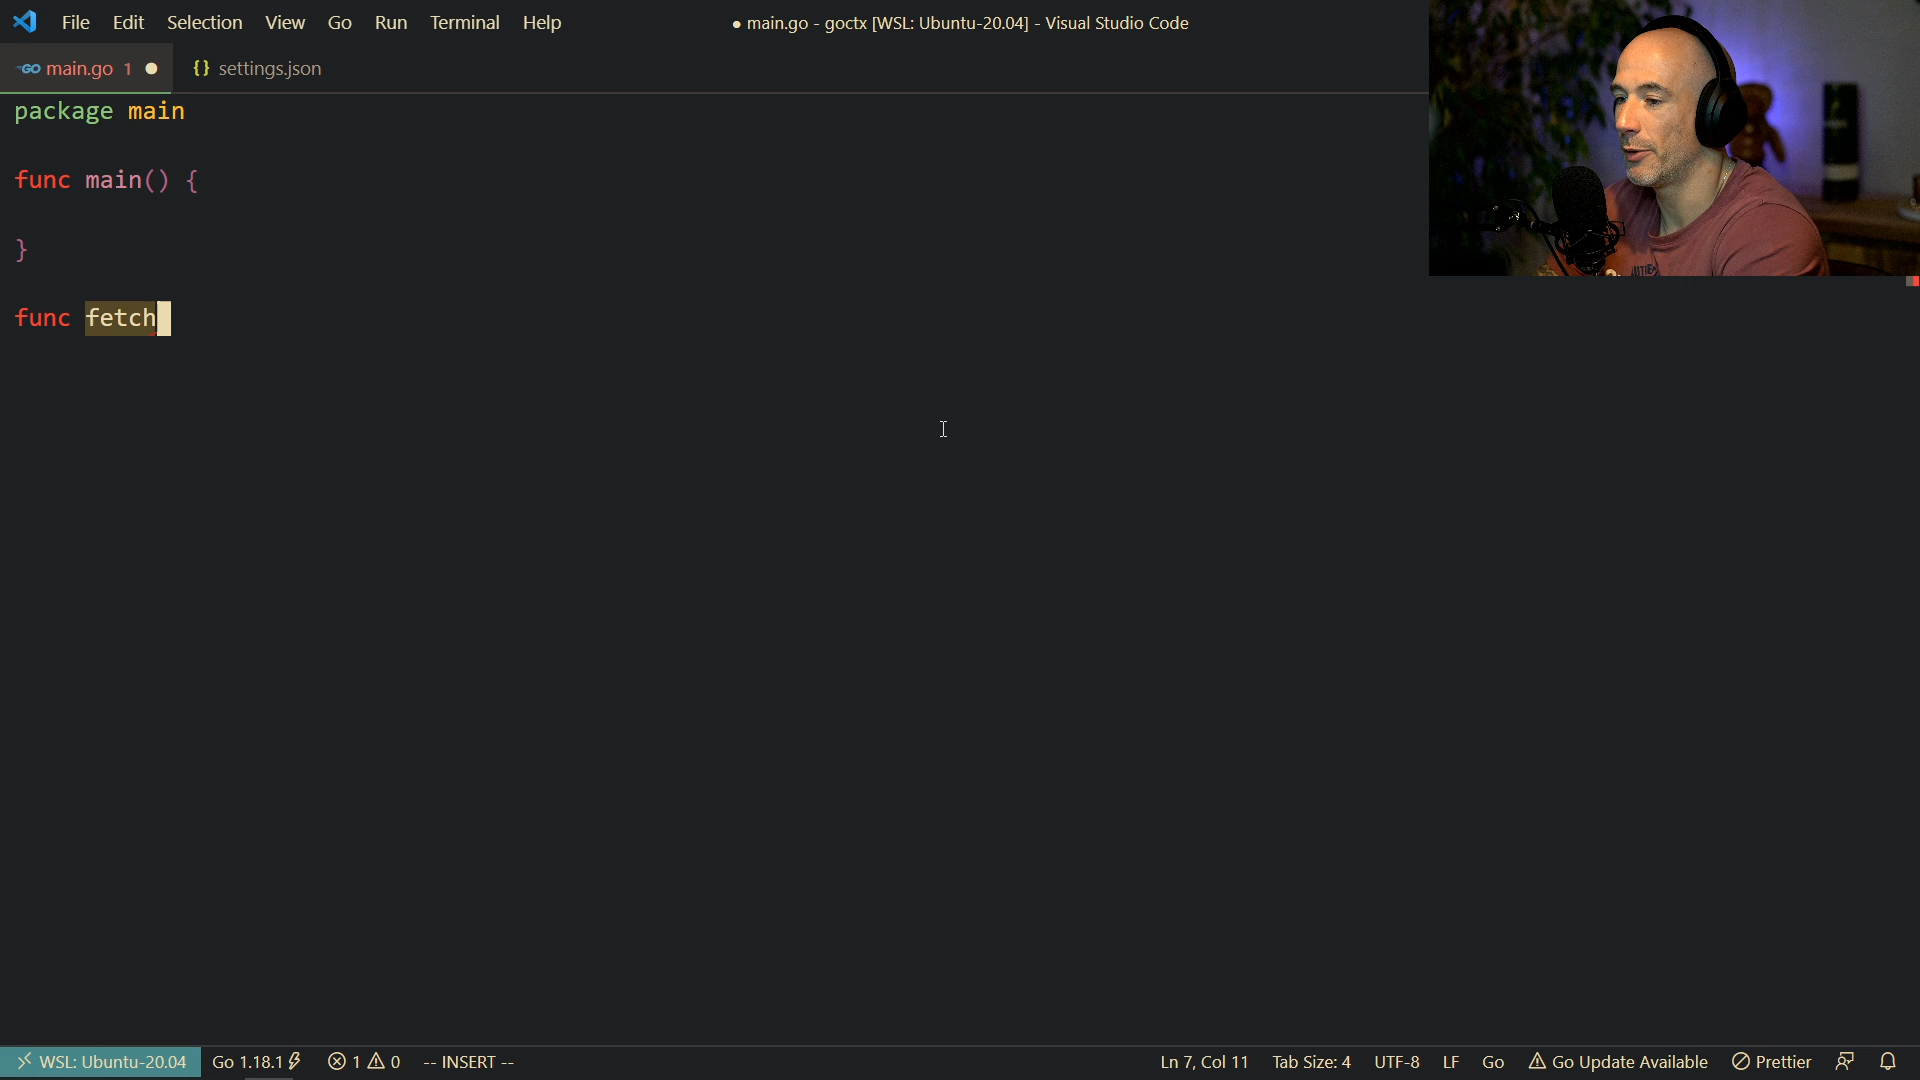 File Edit Selection View Go Run Terminal Help
● main.go - goctx [WSL: Ubuntu-20.04] - Visual Studio Code
GO main.go 1 ● {} settings.json
package main
func main() {
}
func fetch
WSL: Ubuntu-20.04 Go 1.18.1 1 0 -- INSERT -- Ln 7, Col 11 Tab Size: 4 UTF-8 LF Go Go Update Available Prettier